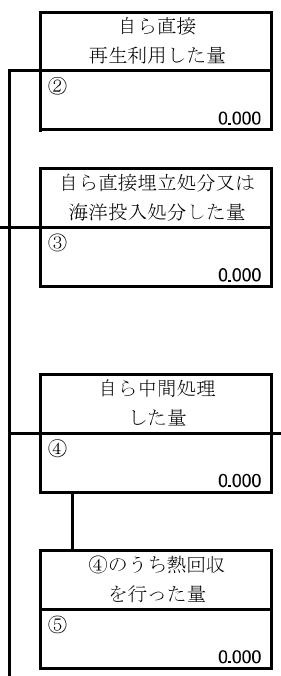 自ら直接
再生利用した量
②
0.000
自ら直接埋立処分又は
海洋投入処分した量
③
0.000
自ら中間処理
した量
④
0.000
④のうち熱回収
を行った量
⑤
0.000